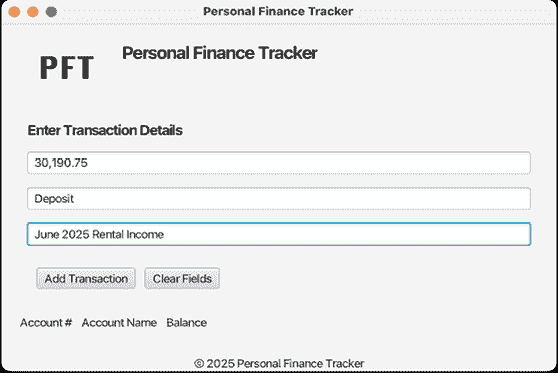 Personal Finance Tracker
PFT
Personal Finance Tracker
Enter Transaction Details
30,190.75
Deposit
June 2025 Rental Income
Add Transaction Clear Fields
Account # Account Name Balance
© 2025 Personal Finance Tracker